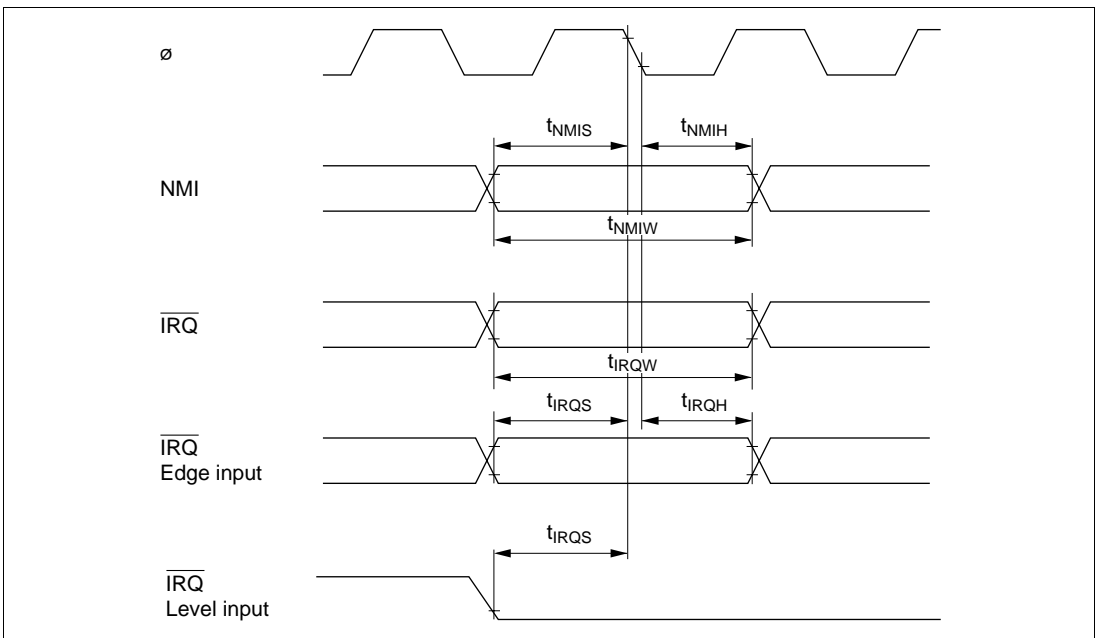 ø
tNMIS
tNMIH
NMI
tNMIW
IRQ
tIRQW
tIRQS
tIRQH
IRQ
Edge input
tIRQS
IRQ
Level input